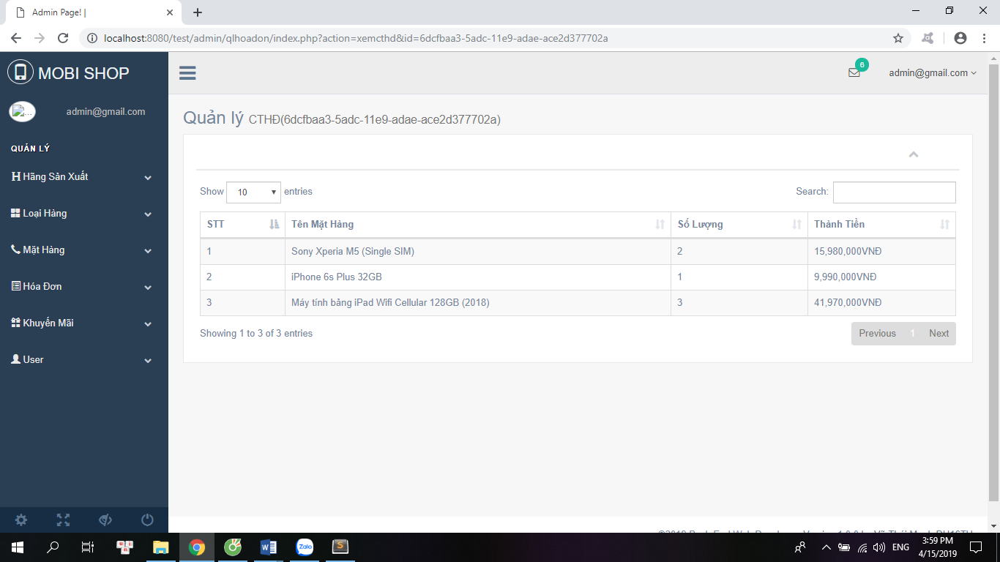 Admin Page! |
localhost:8080/test/admin/qlhoadon/index.php?action=xemcthd&id=6dcfbaa3-5adc-11e9-adae-ace2d377702a
MOBI SHOP
6
admin@gmail.com
admin@gmail.com
Quản lý CTHĐ(6dcfbaa3-5adc-11e9-adae-ace2d377702a)
QUẢN LÝ
Hãng Sản Xuất
Loại Hàng
Mặt Hàng
Hóa Đơn
Khuyến Mãi
User
Show 10 entries
Search:
STT Tên Mặt Hàng Số Lượng Thành Tiền
1 Sony Xperia M5 (Single SIM) 2 15,980,000VNĐ
2 iPhone 6s Plus 32GB 1 9,990,000VNĐ
3 Máy tính bảng iPad Wifi Cellular 128GB (2018) 3 41,970,000VNĐ
Showing 1 to 3 of 3 entries
Previous 1 Next
Zalo
ENG
3:59 PM
4/15/2019